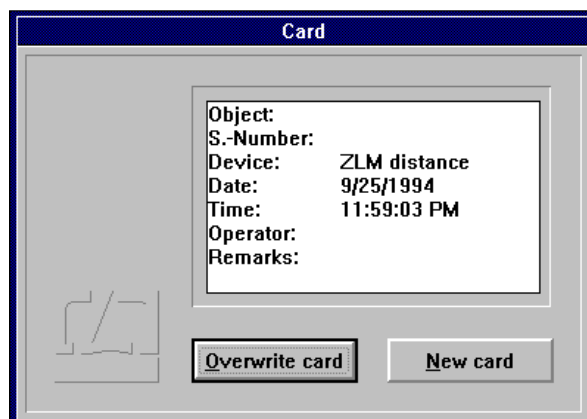 Card
Object:
S.-Number:
Device: ZLM distance
Date: 9/25/1994
Time: 11:59:03 PM
Operator:
Remarks:
Overwrite card
New card